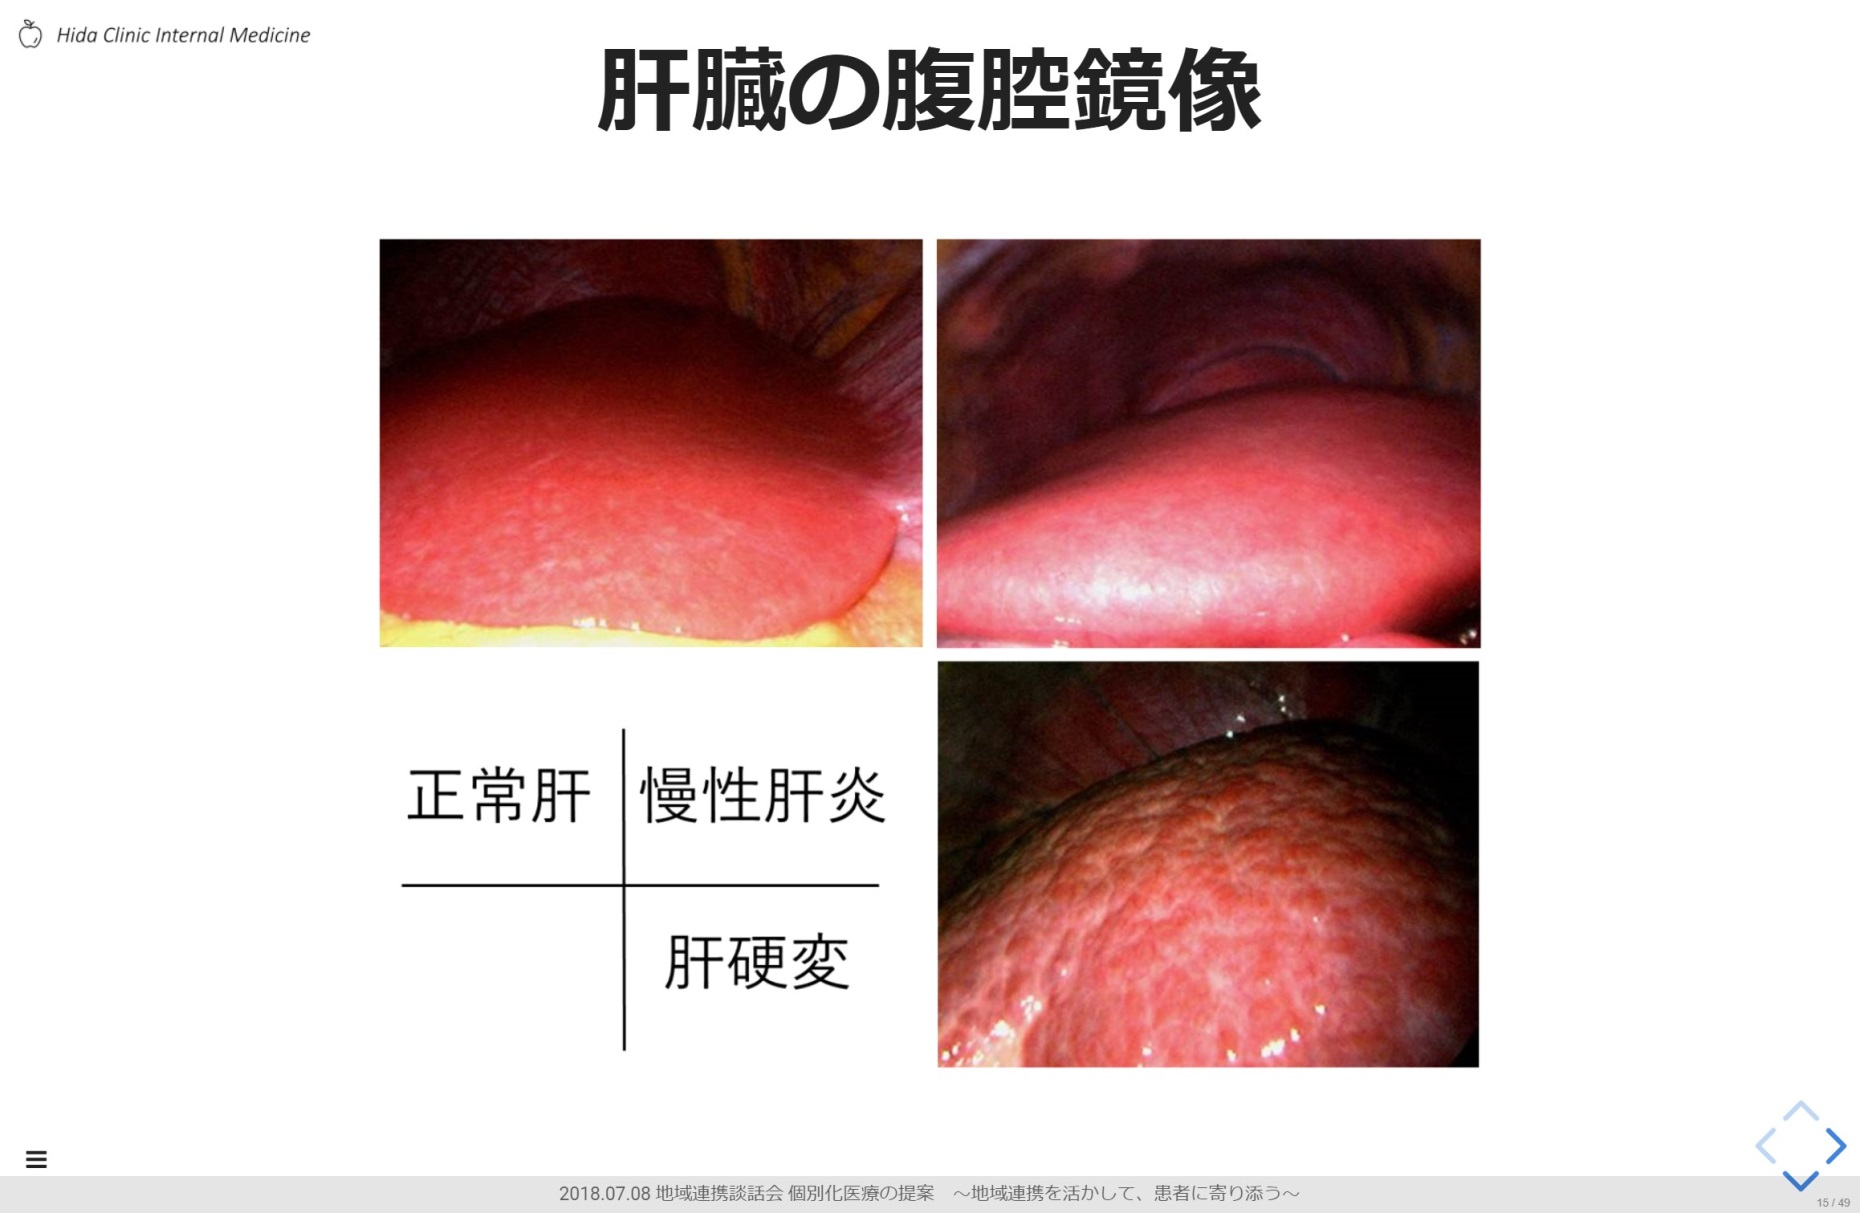 Hida Clinic Internal Medicine
肝臓の腹腔鏡像
正常肝
慢性肝炎
肝硬変
2018.07.08 地域連携談話会 個別化医療の提案　～地域連携を活かして、患者に寄り添う～
15 / 49